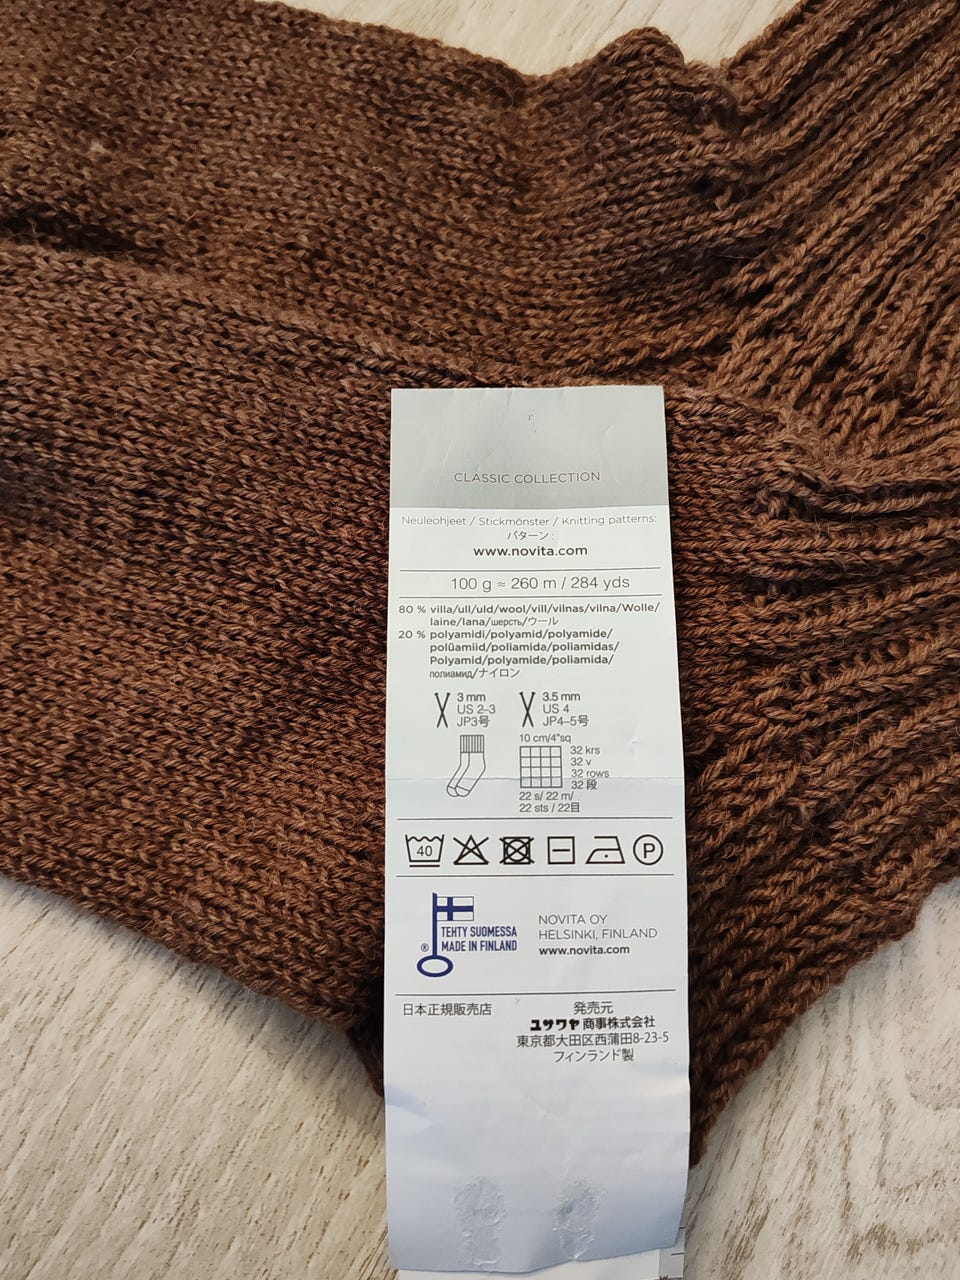 CLASSIC COLLECTION
Neuleohjeet / Stickmönster / Knitting patterns:
パターン:
www.novita.com
100 g ≈ 260 m / 284 yds
80 % villa/ull/uld/wool/vill/vilnas/vilna/Wolle/
laine/lana/шерсть/ウール
20 % polyamidi/polyamid/polyamide/
polüamiid/poliamida/poliamidas/
Polyamid/polyamide/poliamida/
полиамид/ナイロン
3 mm
US 2–3
JP3号
3.5 mm
US 4
JP4–5号
10 cm/4"sq
32 krs
32 v
32 rows
32 段
22 s/ 22 m/
22 sts / 22目
40
P
® TEHTY SUOMESSA
MADE IN FINLAND
NOVITA OY
HELSINKI, FINLAND
www.novita.com
日本正規販売店
発売元
ユザワヤ 商事株式会社
東京都大田区西蒲田8-23-5
フィンランド製